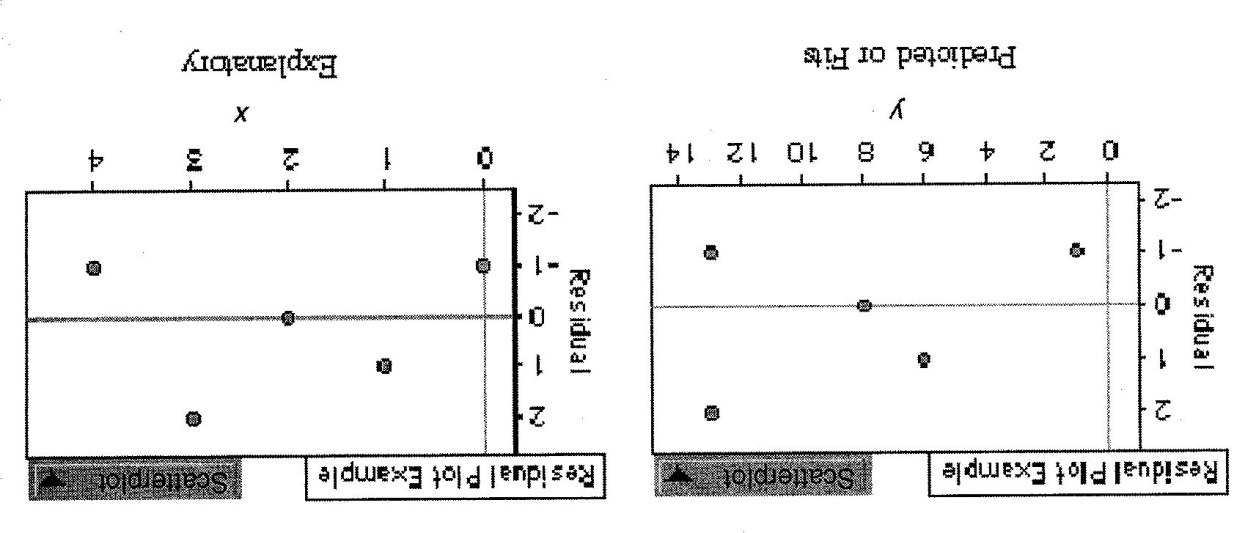 Residual Plot Example
Scatterplot
Residual
2
1
0
-1
-2
0 2 4 6 8 10 12 14
y
Predicted or Fits
Residual Plot Example
Scatterplot
Residual
2
1
0
-1
-2
0 1 2 3 4
x
Explanatory